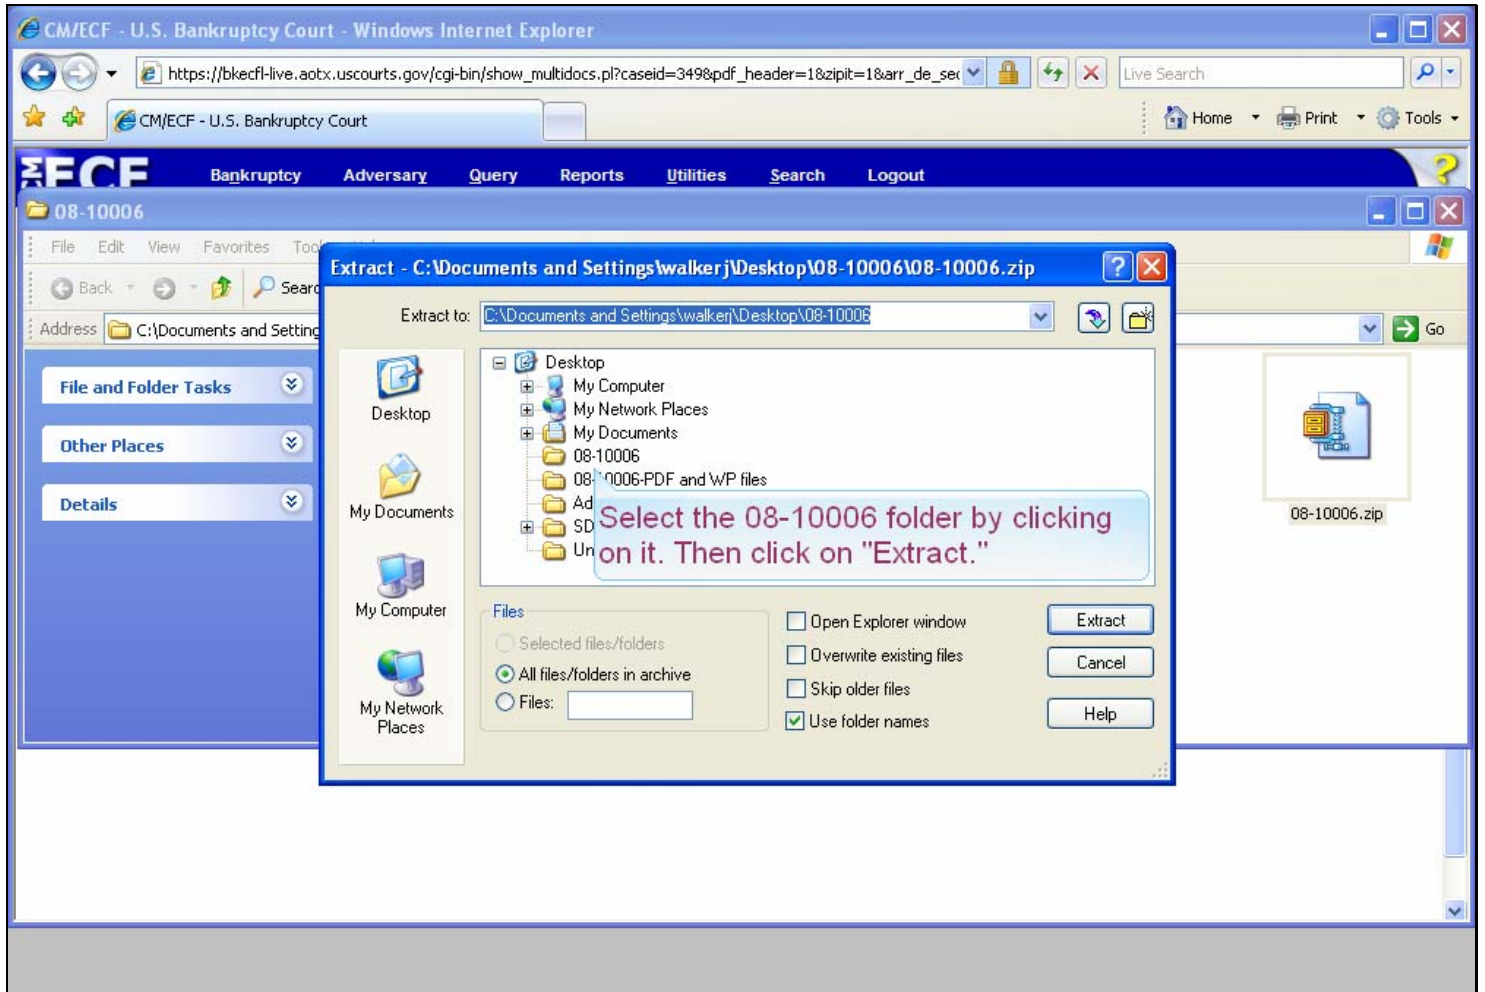 CM/ECF - U.S. Bankruptcy Court - Windows Internet Explorer
https://bkecfl-live.aotx.uscourts.gov/cgi-bin/show_multidocs.pl?caseid=349&pdf_header=1&zipit=1&arr_de_sec
Live Search
CM/ECF - U.S. Bankruptcy Court
Home
Print
Tools
ECF
Bankruptcy Adversary Query Reports Utilities Search Logout
08-10006
File Edit View Favorites
Back
Address C:\Documents and Setting
Go
File and Folder Tasks
Other Places
Details
08-10006.zip
Extract - C:\Documents and Settings\walkerj\Desktop\08-10006\08-10006.zip
Extract to: C:\Documents and Settings\walkerj\Desktop\08-10006
Desktop
My Documents
My Computer
My Network
Places
Desktop
My Computer
My Network Places
My Documents
08-10006
08-10006-PDF and WP files
Ad
SD
Un
Select the 08-10006 folder by clicking
on it. Then click on "Extract."
Files
Selected files/folders
All files/folders in archive
Files:
Open Explorer window
Overwrite existing files
Skip older files
Use folder names
Extract
Cancel
Help